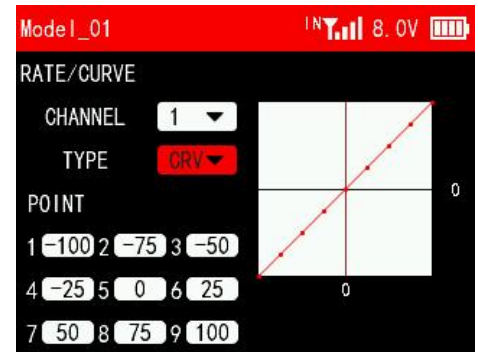 Model_01 IN 8.0V
RATE/CURVE
CHANNEL 1
TYPE CRV
POINT
1 -100 2 -75 3 -50
4 -25 5 0 6 25
7 50 8 75 9 100
0
0